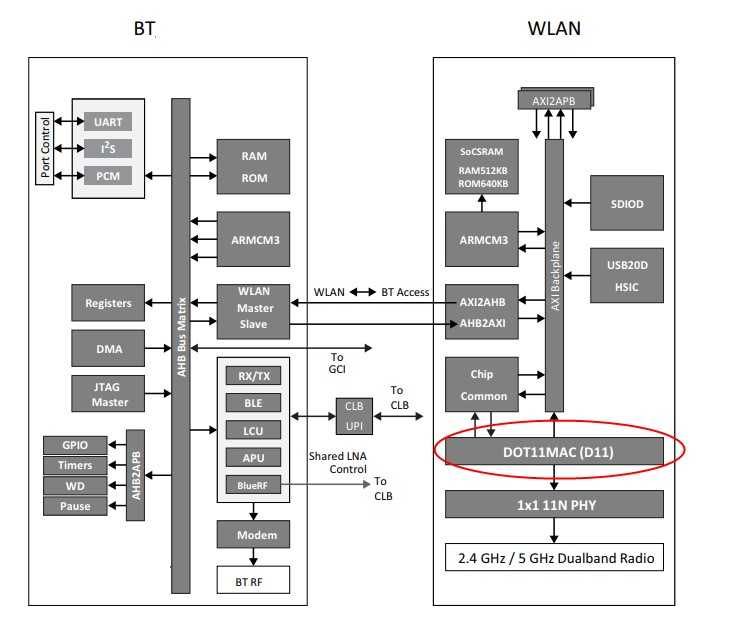 BT
WLAN
Port Control
UART
I2S
PCM
AHB Bus Matrix
RAM
ROM
ARMCM3
Registers
WLAN
Master
Slave
DMA
JTAG
Master
To
GCI
RX/TX
BLE
LCU
APU
BlueRF
CLB
UPI
To
CLB
Shared LNA
Control
To
CLB
GPIO
Timers
WD
Pause
AHB2APB
Modem
BT RF
WLAN
BT Access
AXI2APB
SoCSRAM
RAM512KB
ROM640KB
ARMCM3
AXI Backplane
SDIOD
USB20D
HSIC
AXI2AHB
AHB2AXI
Chip
Common
DOT11MAC (D11)
1x1 11N PHY
2.4 GHz / 5 GHz Dualband Radio